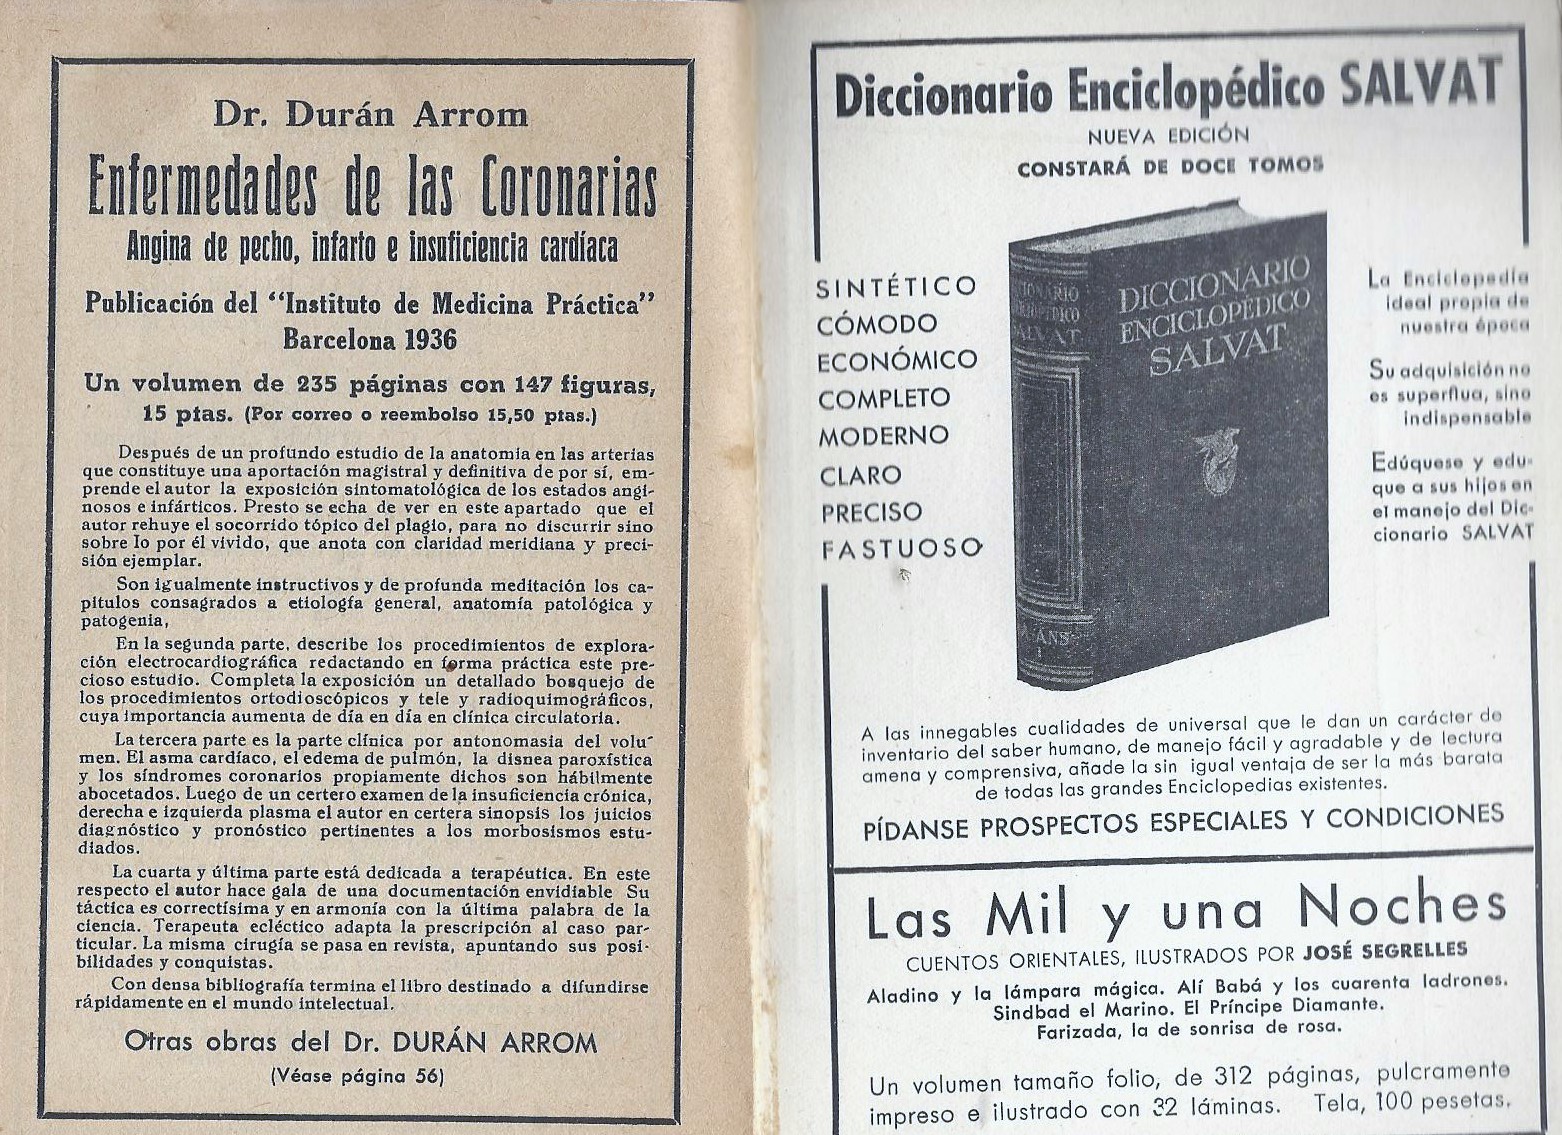 Dr. Durán Arrom
Enfermedades de las Coronarias
Angina de pecho, infarto e insuficiencia cardíaca
Publicación del “Instituto de Medicina Práctica”
Barcelona 1936
Un volumen de 235 páginas con 147 figuras,
15 ptas. (Por correo o reembolso 15,50 ptas.)
Después de un profundo estudio de la anatomia en las arterias
que constituye una aportación magistral y definitiva de por sí, em-
prende el autor la exposición sintomatológica de los estados angi-
nosos e infárticos. Presto se echa de ver en este apartado que el
autor rehuye el socorrido tópico del plagio, para no discurrir sino
sobre lo por él vivido, que anota con claridad meridiana y preci-
sión ejemplar.
Son igualmente instructivos y de profunda meditación los ca-
pitulos consagrados a etiología general, anatomía patológica y
patogenia,
En la segunda parte, describe los procedimientos de explora-
ción electrocardiográfica redactando en forma práctica este pre-
cioso estudio. Completa la exposición un detallado bosquejo de
los procedimientos ortodioscópicos y tele y radioquimográficos,
cuya importancia aumenta de día en día en clínica circulatoria.
La tercera parte es la parte clínica por antonomasia del volu-
men. El asma cardíaco, el edema de pulmón, la disnea paroxística
y los síndromes coronarios propiamente dichos son hábilmente
abocetados. Luego de un certero examen de la insuficiencia crónica,
derecha e izquierda plasma el autor en certera sinopsis los juicios
diagnóstico y pronóstico pertinentes a los morbosismos estu-
diados.
La cuarta y última parte está dedicada a terapéutica. En este
respecto el autor hace gala de una documentación envidiable Su
táctica es correctísima y en armonía con la última palabra de la
ciencia. Terapeuta ecléctico adapta la prescripción al caso par-
ticular. La misma cirugía se pasa en revista, apuntando sus posi-
bilidades y conquistas.
Con densa bibliografía termina el libro destinado a difundirse
rápidamente en el mundo intelectual.
Otras obras del Dr. DURÁN ARROM
(Véase página 56)
Diccionario Enciclopédico SALVAT
NUEVA EDICIÓN
CONSTARÁ DE DOCE TOMOS
SINTÉTICO
CÓMODO
ECONÓMICO
COMPLETO
MODERNO
CLARO
PRECISO
FASTUOSO
SALVAT
A-ANS
1
DICCIONARIO
ENCICLOPÉDICO
SALVAT
La Enciclopedia
ideal propia de
nuestra época
Su adquisición no
es superflua, sino
indispensable
Edúquese y edu-
que a sus hijos en
el manejo del Dic-
cionario SALVAT
A las innegables cualidades de universal que le dan un carácter de
inventario del saber humano, de manejo fácil y agradable y de lectura
amena y comprensiva, añade la sin igual ventaja de ser la más barata
de todas las grandes Enciclopedias existentes.
PÍDANSE PROSPECTOS ESPECIALES Y CONDICIONES
Las Mil y una Noches
CUENTOS ORIENTALES, ILUSTRADOS POR JOSÉ SEGRELLES
Aladino y la lámpara mágica. Alí Babá y los cuarenta ladrones.
Sindbad el Marino. El Príncipe Diamante.
Farizada, la de sonrisa de rosa.
Un volumen tamaño folio, de 312 páginas, pulcramente
impreso e ilustrado con 32 láminas. Tela, 100 pesetas.